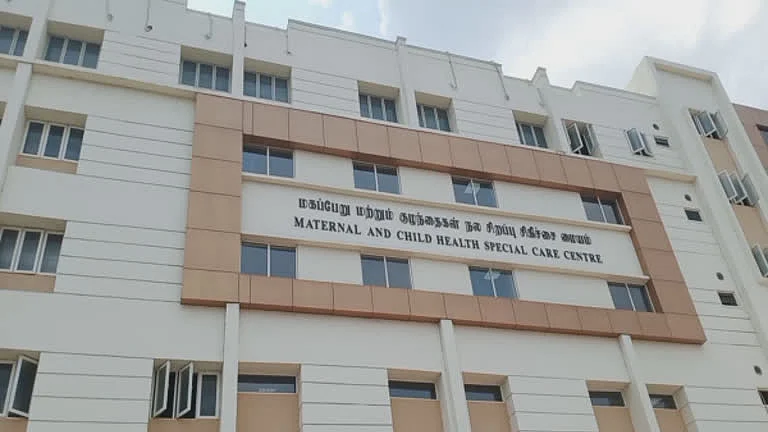 மகப்பேறு மற்றும் குழந்தைகள் நல சிறப்பு சிகிச்சை மையம்
MATERNAL AND CHILD HEALTH SPECIAL CARE CENTRE